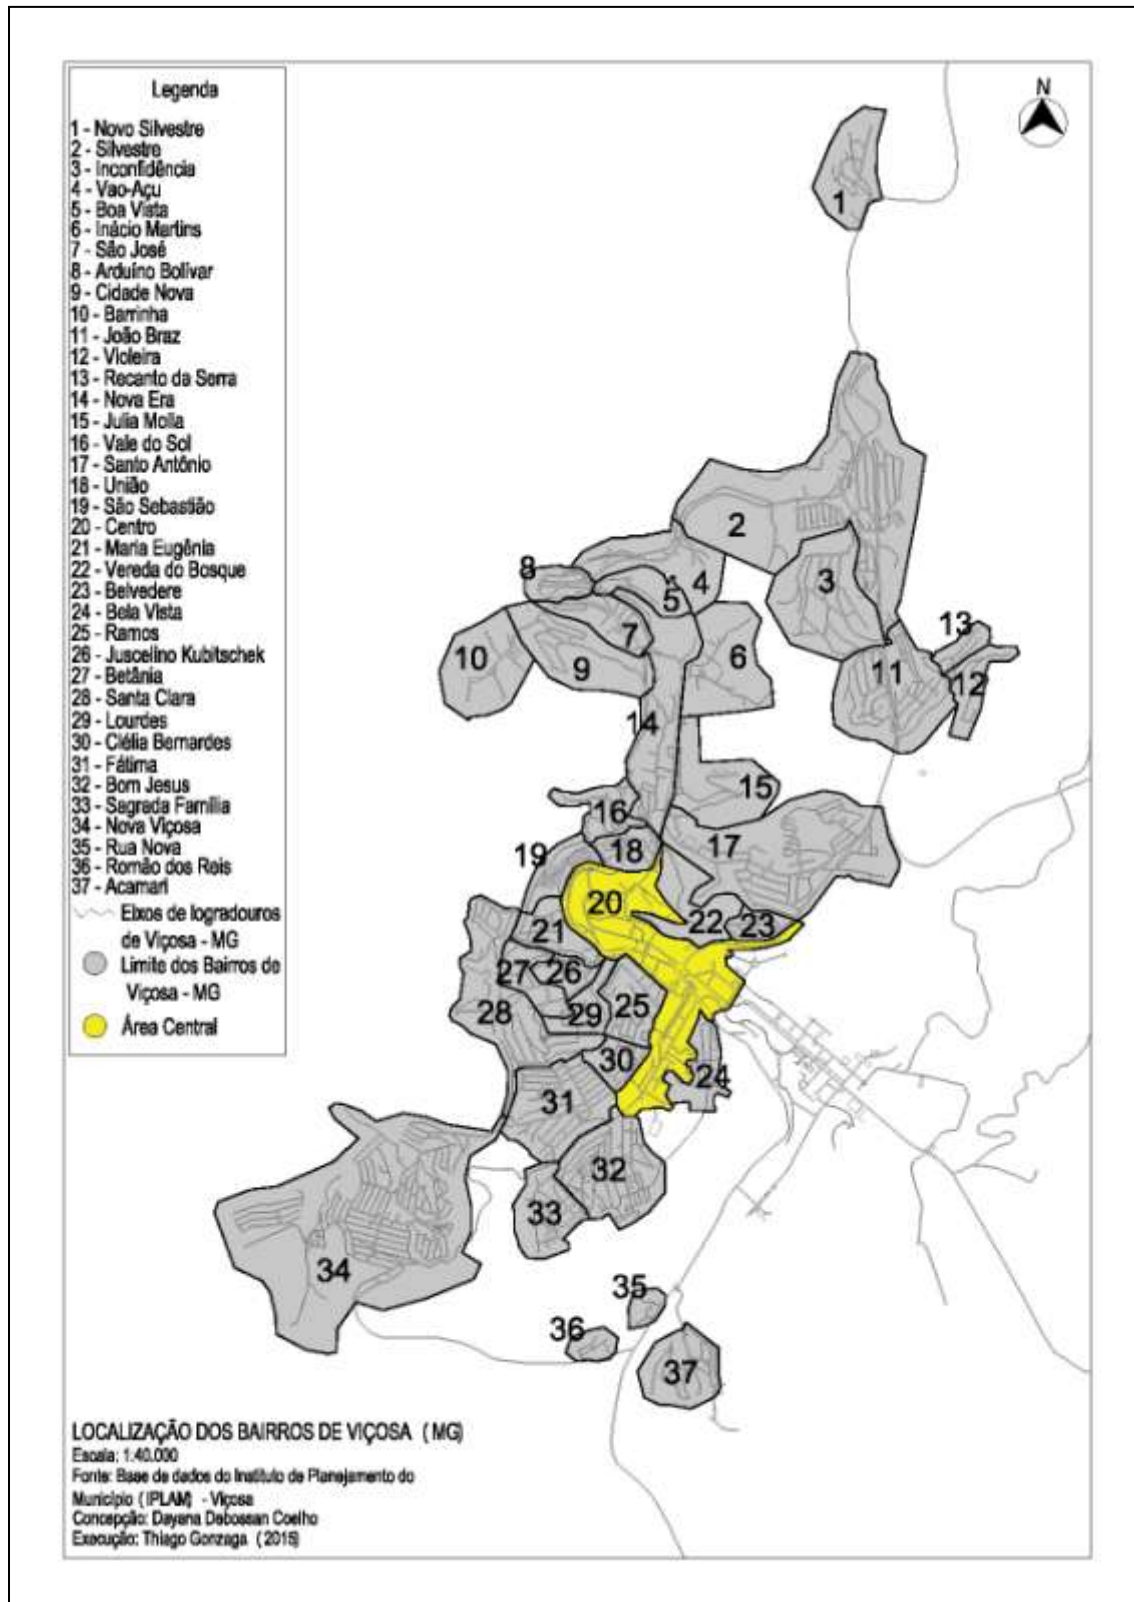 Legenda
1 - Novo Silvestre
2 - Silvestre
3 - Inconfidência
4 - Vao-Açu
5 - Boa Vista
6 - Inácio Martins
7 - São José
8 - Arduíno Bolívar
9 - Cidade Nova
10 - Barrinha
11 - João Braz
12 - Violeira
13 - Recanto da Serra
14 - Nova Era
15 - Julia Molla
16 - Vale do Sol
17 - Santo Antônio
18 - União
19 - São Sebastião
20 - Centro
21 - Maria Eugênia
22 - Vereda do Bosque
23 - Belvedere
24 - Bela Vista
25 - Ramos
26 - Juscelino Kubitschek
27 - Betânia
28 - Santa Clara
29 - Lourdes
30 - Clélia Bernardes
31 - Fátima
32 - Bom Jesus
33 - Sagrada Família
34 - Nova Viçosa
35 - Rua Nova
36 - Romão dos Reis
37 - Acamari
Eixos de logradouros
de Viçosa - MG
Limite dos Bairros de
Viçosa - MG
Área Central
N
1
2
3
4
5
8
7
6
13
10
9
11
12
14
15
16
17
18
19
20
22
23
21
27
26
28
29
25
30
24
31
32
33
34
35
36
37
LOCALIZAÇÃO DOS BAIRROS DE VIÇOSA (MG)
Escala: 1:40.000
Fonte: Base de dados do Instituto de Planejamento do
Município (IPLAM) - Viçosa
Concepção: Dayana Debossan Coelho
Execução: Thiago Gonzaga (2015)